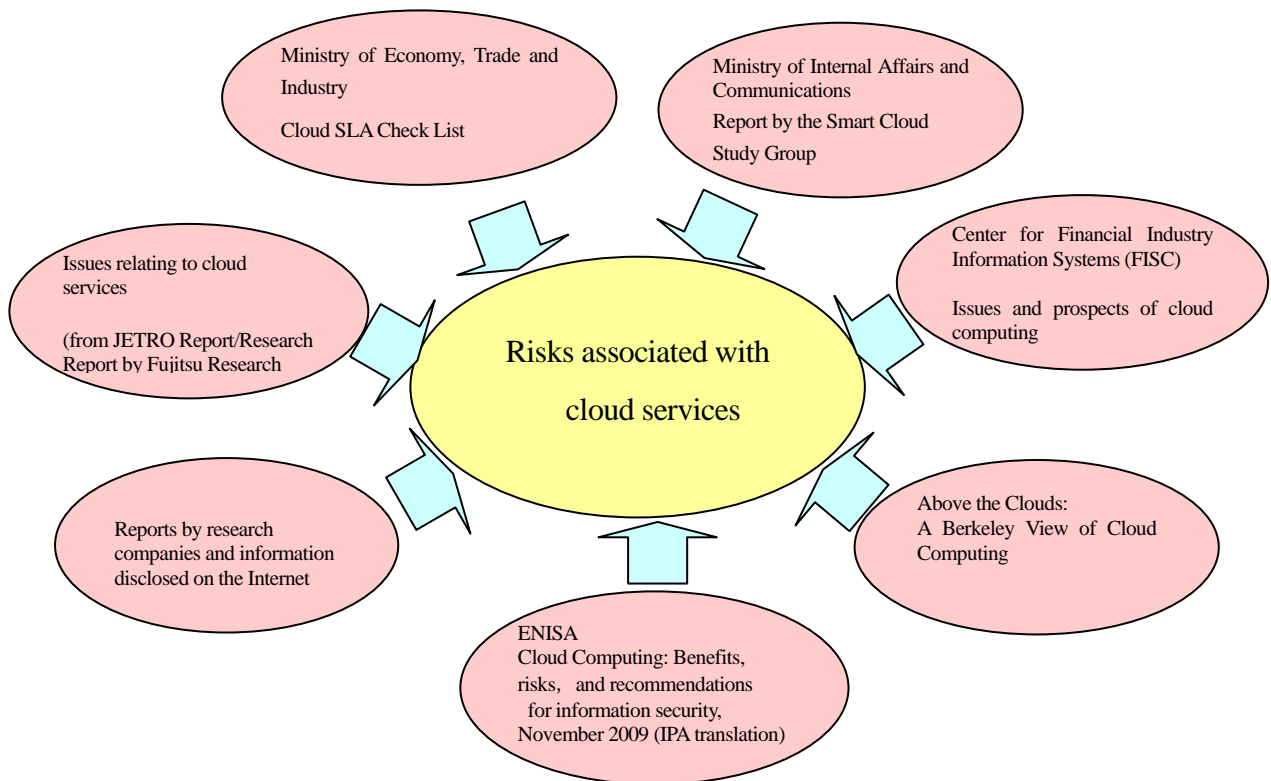 Ministry of Economy, Trade and
Industry
Cloud SLA Check List
Ministry of Internal Affairs and
Communications
Report by the Smart Cloud
Study Group
Issues relating to cloud
services
(from JETRO Report/Research
Report by Fujitsu Research
Center for Financial Industry
Information Systems (FISC)
Issues and prospects of cloud
computing
Risks associated with
cloud services
Reports by research
companies and information
disclosed on the Internet
Above the Clouds:
A Berkeley View of Cloud
Computing
ENISA
Cloud Computing: Benefits,
risks, and recommendations
for information security,
November 2009 (IPA translation)